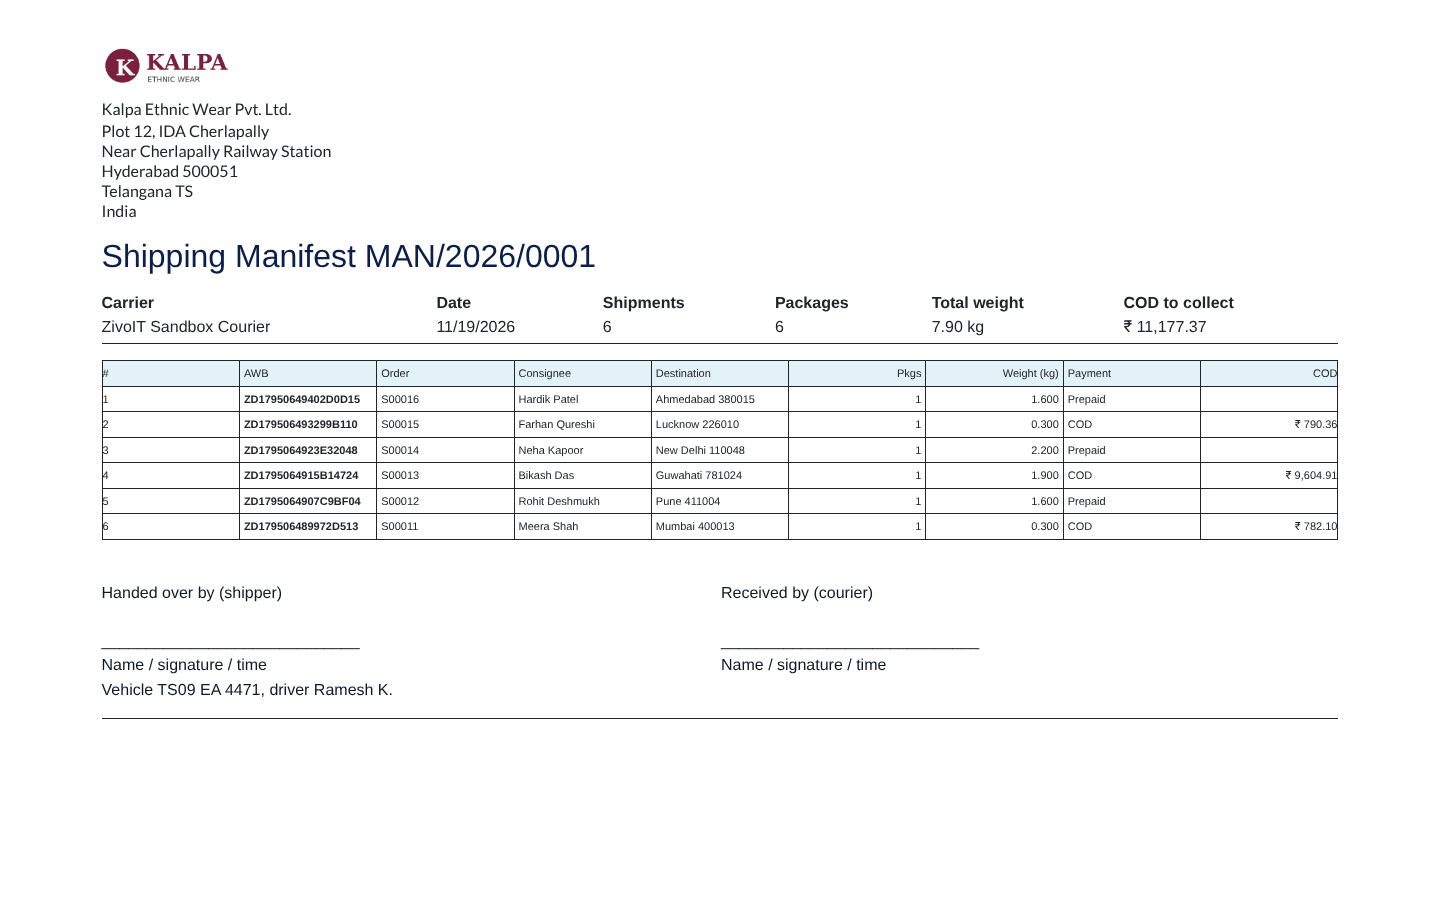 K KALPA
ETHNIC WEAR
Kalpa Ethnic Wear Pvt. Ltd.
Plot 12, IDA Cherlapally
Near Cherlapally Railway Station
Hyderabad 500051
Telangana TS
India
Shipping Manifest MAN/2026/0001
Carrier Date Shipments Packages Total weight COD to collect
ZivoIT Sandbox Courier 11/19/2026 6 6 7.90 kg ₹ 11,177.37
# AWB Order Consignee Destination Pkgs Weight (kg) Payment COD
1 ZD17950649402D0D15 S00016 Hardik Patel Ahmedabad 380015 1 1.600 Prepaid
2 ZD179506493299B110 S00015 Farhan Qureshi Lucknow 226010 1 0.300 COD ₹ 790.36
3 ZD1795064923E32048 S00014 Neha Kapoor New Delhi 110048 1 2.200 Prepaid
4 ZD1795064915B14724 S00013 Bikash Das Guwahati 781024 1 1.900 COD ₹ 9,604.91
5 ZD1795064907C9BF04 S00012 Rohit Deshmukh Pune 411004 1 1.600 Prepaid
6 ZD179506489972D513 S00011 Meera Shah Mumbai 400013 1 0.300 COD ₹ 782.10
Handed over by (shipper) Received by (courier)
_____________________________ _____________________________
Name / signature / time Name / signature / time
Vehicle TS09 EA 4471, driver Ramesh K.